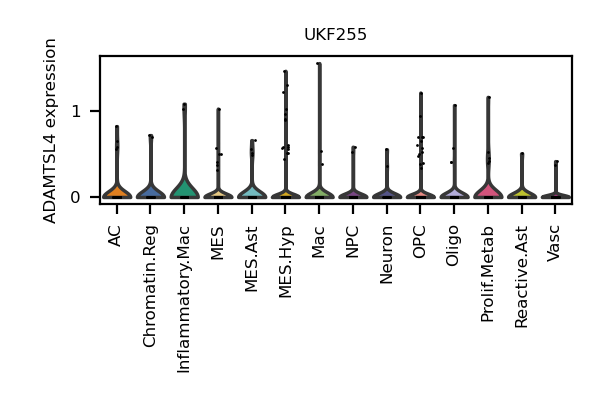 UKF255
ADAMTSL4 expression
1
0
AC
Chromatin.Reg
Inflammatory.Mac
MES
MES.Ast
MES.Hyp
Mac
NPC
Neuron
OPC
Oligo
Prolif.Metab
Reactive.Ast
Vasc